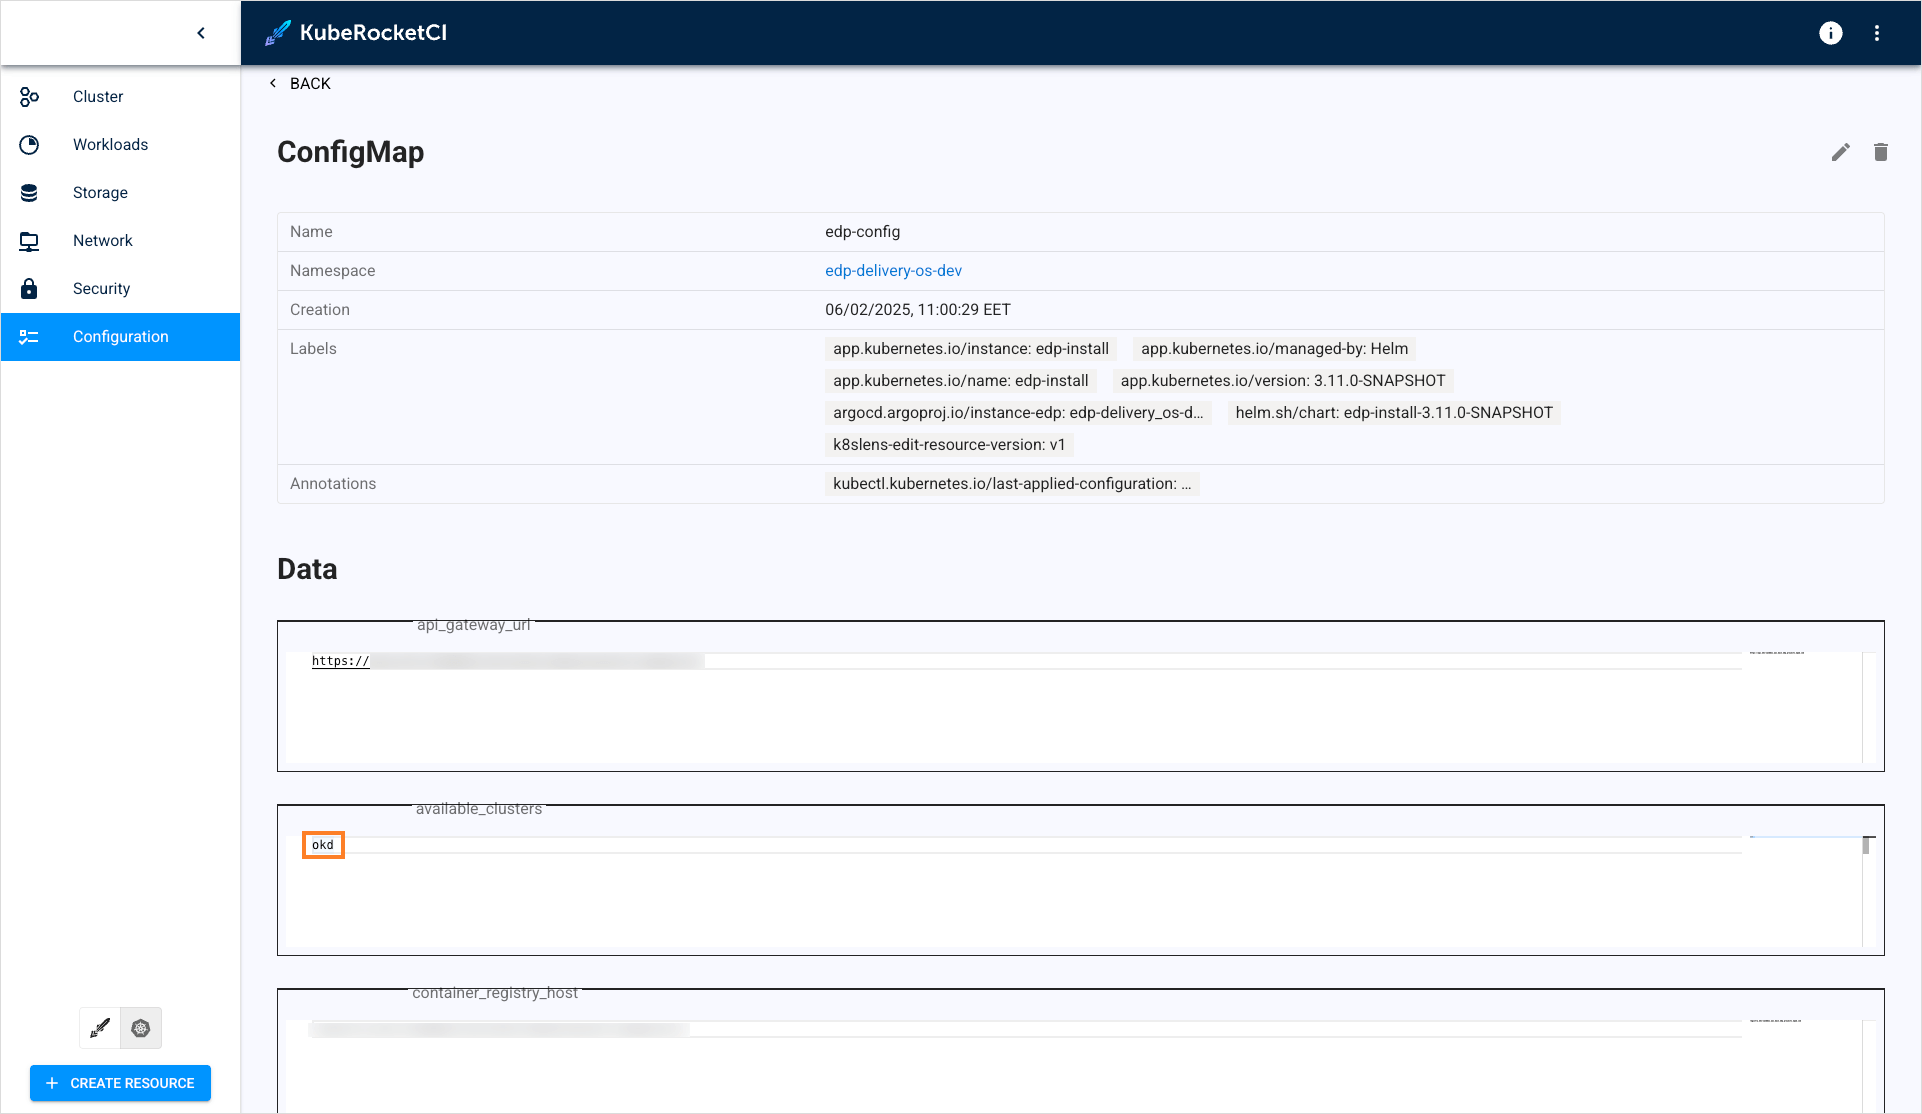 KubeRocketCI
Cluster
Workloads
Storage
Network
Security
Configuration
CREATE RESOURCE
BACK
ConfigMap
Name edp-config
Namespace edp-delivery-os-dev
Creation 06/02/2025, 11:00:29 EET
Labels app.kubernetes.io/instance: edp-install app.kubernetes.io/managed-by: Helm
app.kubernetes.io/name: edp-install app.kubernetes.io/version: 3.11.0-SNAPSHOT
argocd.argoproj.io/instance-edp: edp-delivery_os-d... helm.sh/chart: edp-install-3.11.0-SNAPSHOT
k8slens-edit-resource-version: v1
Annotations kubectl.kubernetes.io/last-applied-configuration: ...
Data
api_gateway_url
https://
available_clusters
okd
container_registry_host